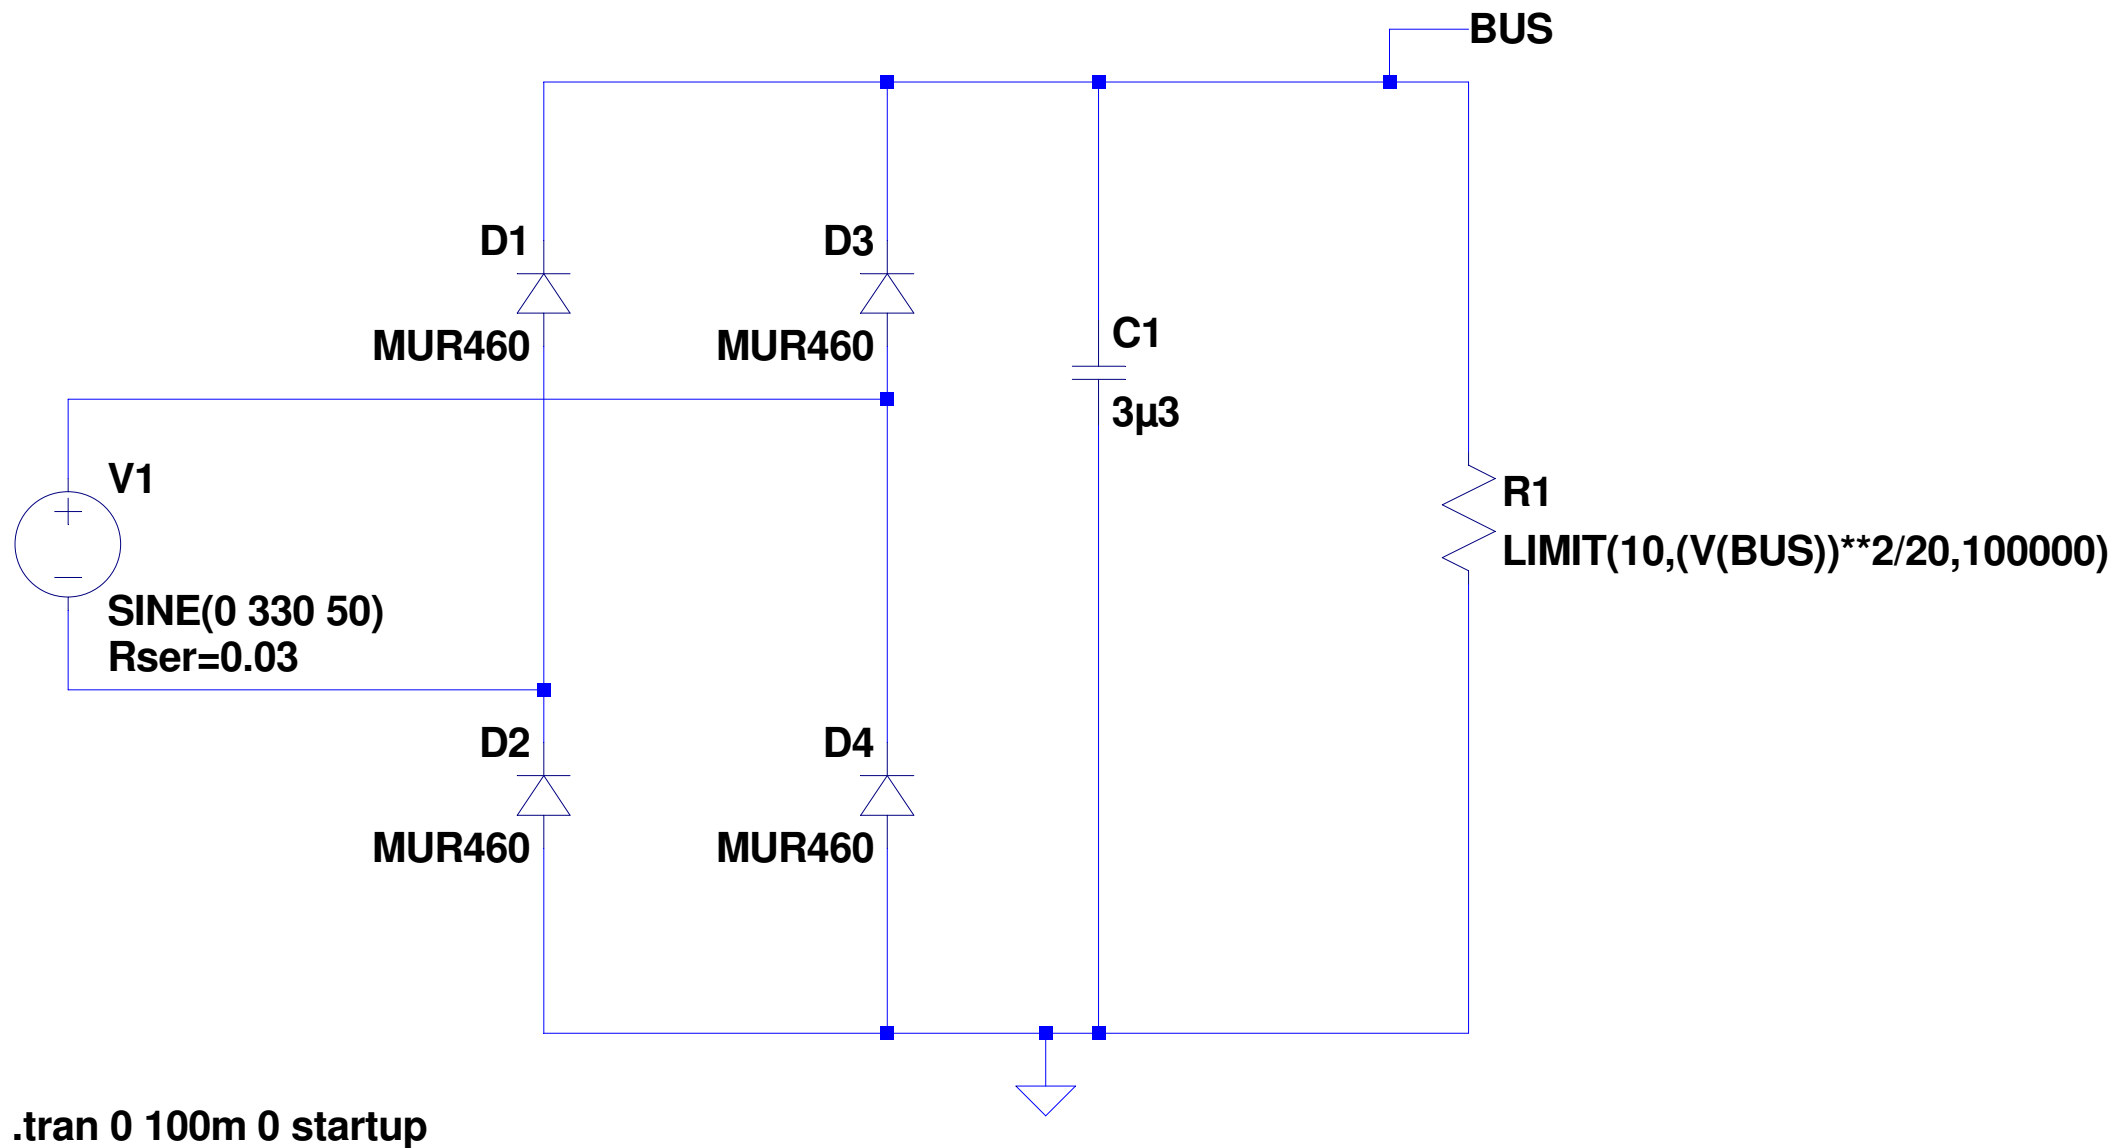 BUS
D1
MUR460
D3
MUR460
C1
3µ3
V1
SINE(0 330 50)
Rser=0.03
R1
LIMIT(10,(V(BUS))**2/20,100000)
D2
MUR460
D4
MUR460
.tran 0 100m 0 startup